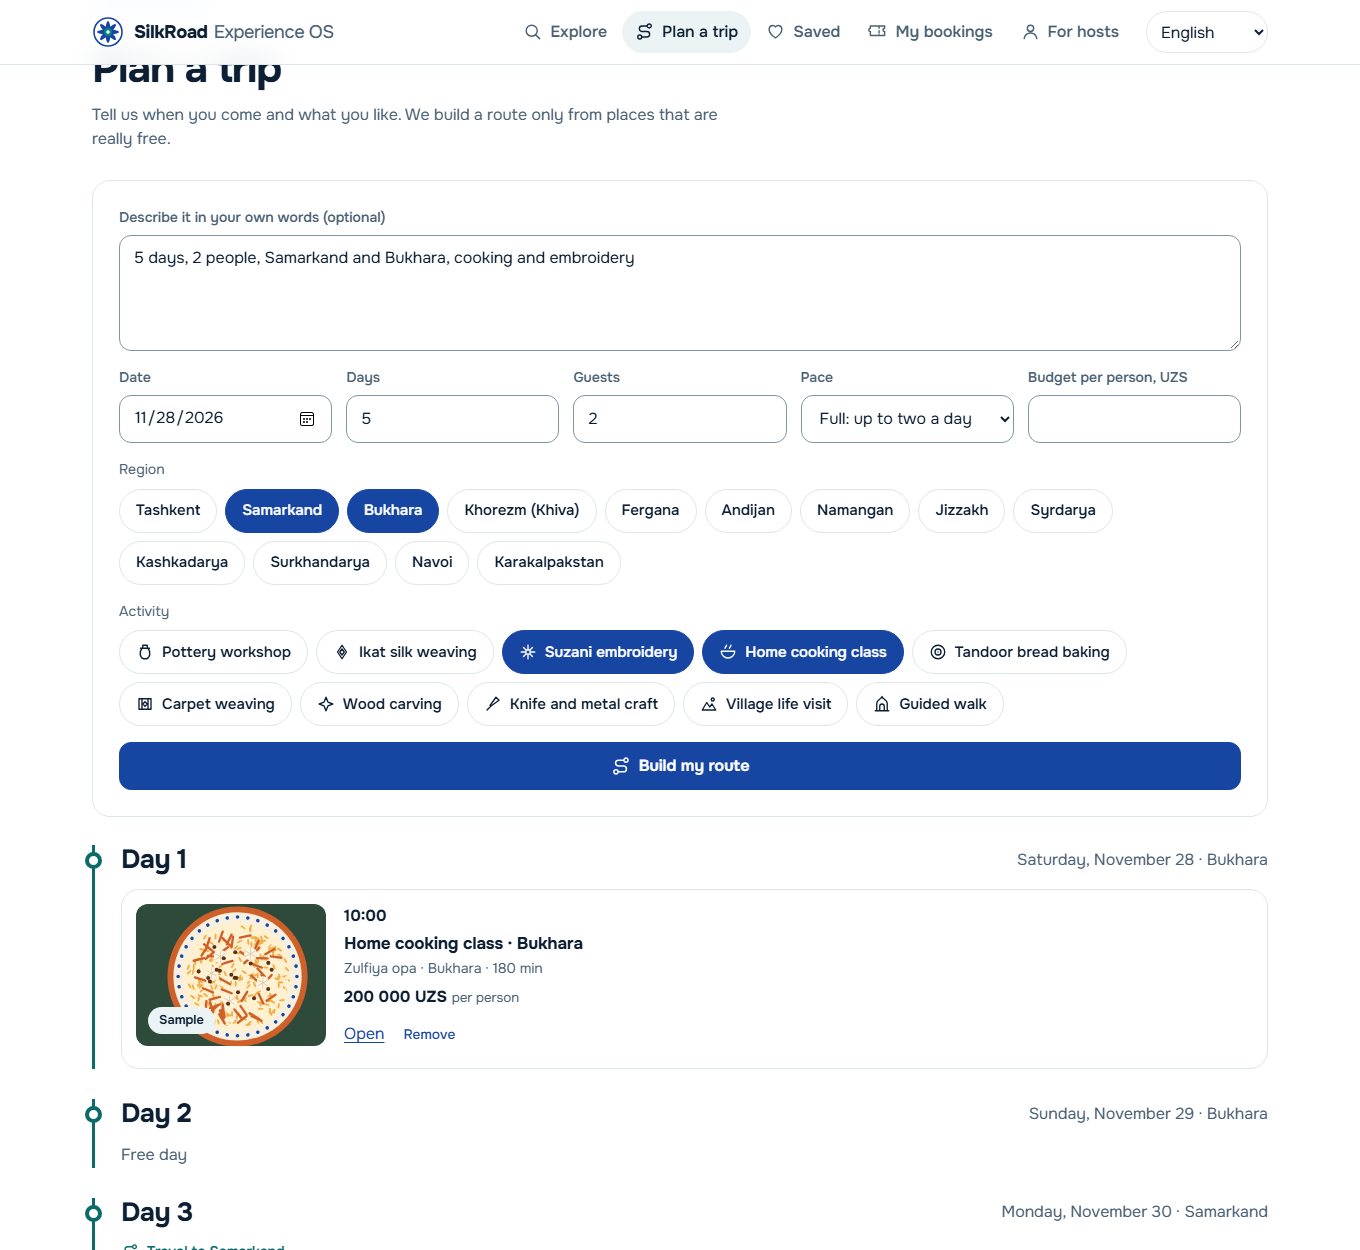 SilkRoad Experience OS
Explore
Plan a trip
Saved
My bookings
For hosts
English
Plan a trip
Tell us when you come and what you like. We build a route only from places that are
really free.
Describe it in your own words (optional)
5 days, 2 people, Samarkand and Bukhara, cooking and embroidery
Date
Days
Guests
Pace
Budget per person, UZS
11/28/2026
5
2
Full: up to two a day
Region
Tashkent
Samarkand
Bukhara
Khorezm (Khiva)
Fergana
Andijan
Namangan
Jizzakh
Syrdarya
Kashkadarya
Surkhandarya
Navoi
Karakalpakstan
Activity
Pottery workshop
Ikat silk weaving
Suzani embroidery
Home cooking class
Tandoor bread baking
Carpet weaving
Wood carving
Knife and metal craft
Village life visit
Guided walk
Build my route
Day 1
Saturday, November 28 · Bukhara
Sample
10:00
Home cooking class · Bukhara
Zulfiya opa · Bukhara · 180 min
200 000 UZS per person
Open
Remove
Day 2
Sunday, November 29 · Bukhara
Free day
Day 3
Monday, November 30 · Samarkand
Travel to Samarkand